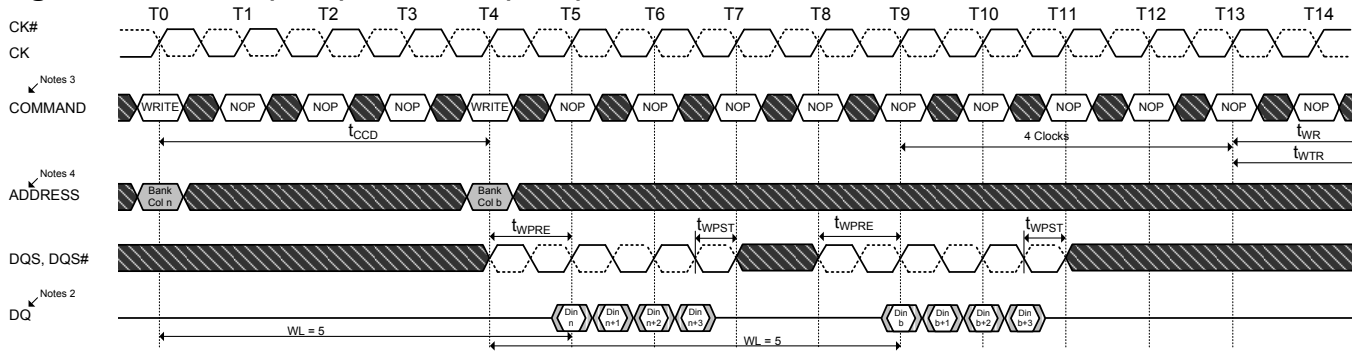 T0 T1 T2 T3 T4 T5 T6 T7 T8 T9 T10 T11 T12 T13 T14
CK#
CK
Notes 3
COMMAND WRITE NOP NOP NOP WRITE NOP NOP NOP NOP NOP NOP NOP NOP NOP NOP
tCCD 4 Clocks tWR
tWTR
Notes 4
ADDRESS Bank Col n Bank Col b
tWPRE tWPST tWPRE tWPST
DQS, DQS#
Notes 2
DQ Din n Din n+1 Din n+2 Din n+3 Din b Din b+1 Din b+2 Din b+3
WL = 5 WL = 5